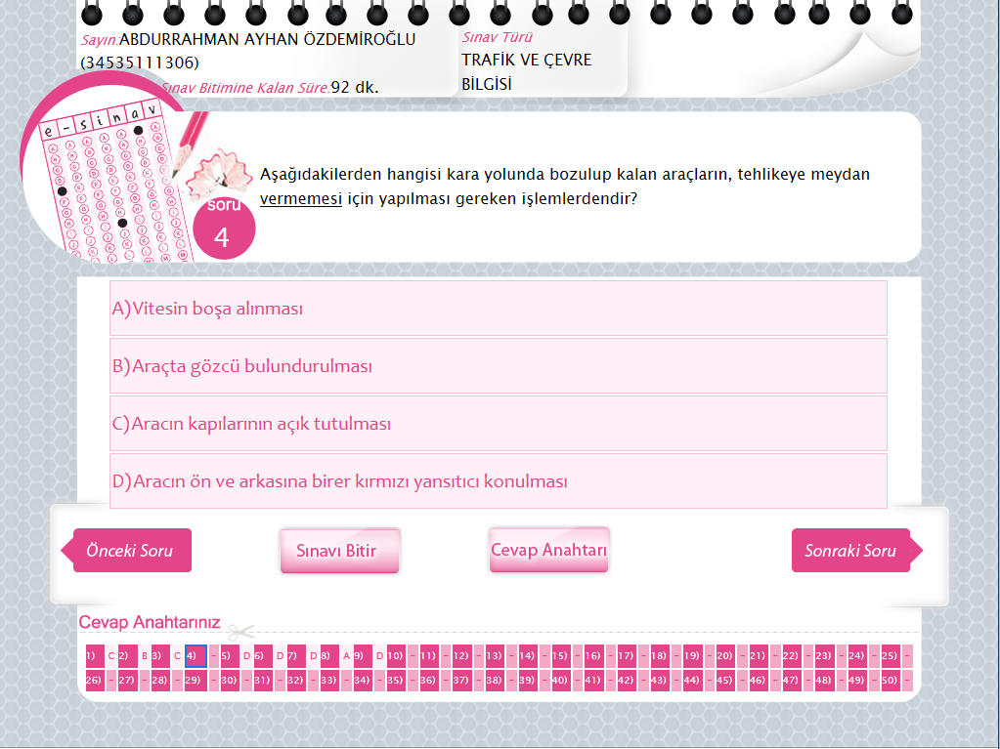 Sayın:ABDURRAHMAN AYHAN ÖZDEMİROĞLU
(34535111306)
Sınav Bitimine Kalan Süre:92 dk.
Sınav Türü
TRAFİK VE ÇEVRE
BİLGİSİ
e-sınav
soru
4
Aşağıdakilerden hangisi kara yolunda bozulup kalan araçların, tehlikeye meydan
vermemesi için yapılması gereken işlemlerdendir?
A)Vitesin boşa alınması
B)Araçta gözcü bulundurulması
C)Aracın kapılarının açık tutulması
D)Aracın ön ve arkasına birer kırmızı yansıtıcı konulması
Önceki Soru
Sınavı Bitir
Cevap Anahtarı
Sonraki Soru
Cevap Anahtarınız
1) C 2) B 3) C 4) - 5) D 6) D 7) D 8) A 9) D 10) - 11) - 12) - 13) - 14) - 15) - 16) - 17) - 18) - 19) - 20) - 21) - 22) - 23) - 24) - 25) -
26) - 27) - 28) - 29) - 30) - 31) - 32) - 33) - 34) - 35) - 36) - 37) - 38) - 39) - 40) - 41) - 42) - 43) - 44) - 45) - 46) - 47) - 48) - 49) - 50) -